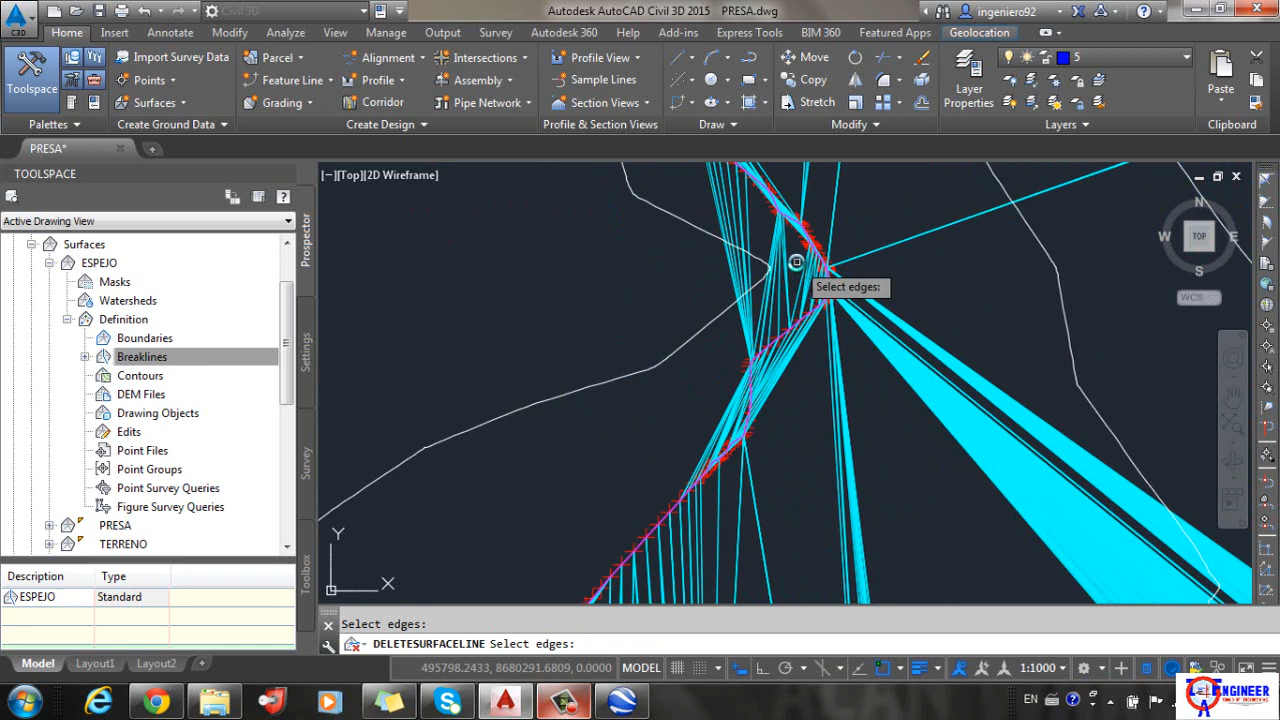 Civil 3D
Autodesk AutoCAD Civil 3D 2015 PRESA.dwg
ingeniero92
C3D
Home Insert Annotate Modify Analyze View Manage Output Survey Autodesk 360 Help Add-ins Express Tools BIM 360 Featured Apps Geolocation
Toolspace
Import Survey Data
Points
Surfaces
Parcel
Feature Line
Grading
Alignment
Profile
Corridor
Intersections
Assembly
Pipe Network
Profile View
Sample Lines
Section Views
Move
Copy
Stretch
Layer
Properties
5
Paste
Palettes Create Ground Data Create Design Profile & Section Views Draw Modify Layers Clipboard
PRESA*
TOOLSPACE
Active Drawing View
Surfaces
ESPEJO
Masks
Watersheds
Definition
Boundaries
Breaklines
Contours
DEM Files
Drawing Objects
Edits
Point Files
Point Groups
Point Survey Queries
Figure Survey Queries
PRESA
TERRENO
Description Type
ESPEJO Standard
Prospector
Settings
Survey
Toolbox
[−][Top][2D Wireframe]
N
W TOP E
S
WCS
Select edges:
Y
X
Select edges:
DELETESURFACELINE Select edges:
Model Layout1 Layout2
495798.2433, 8680291.6809, 0.0000 MODEL 1:1000
EN
ENGINEER